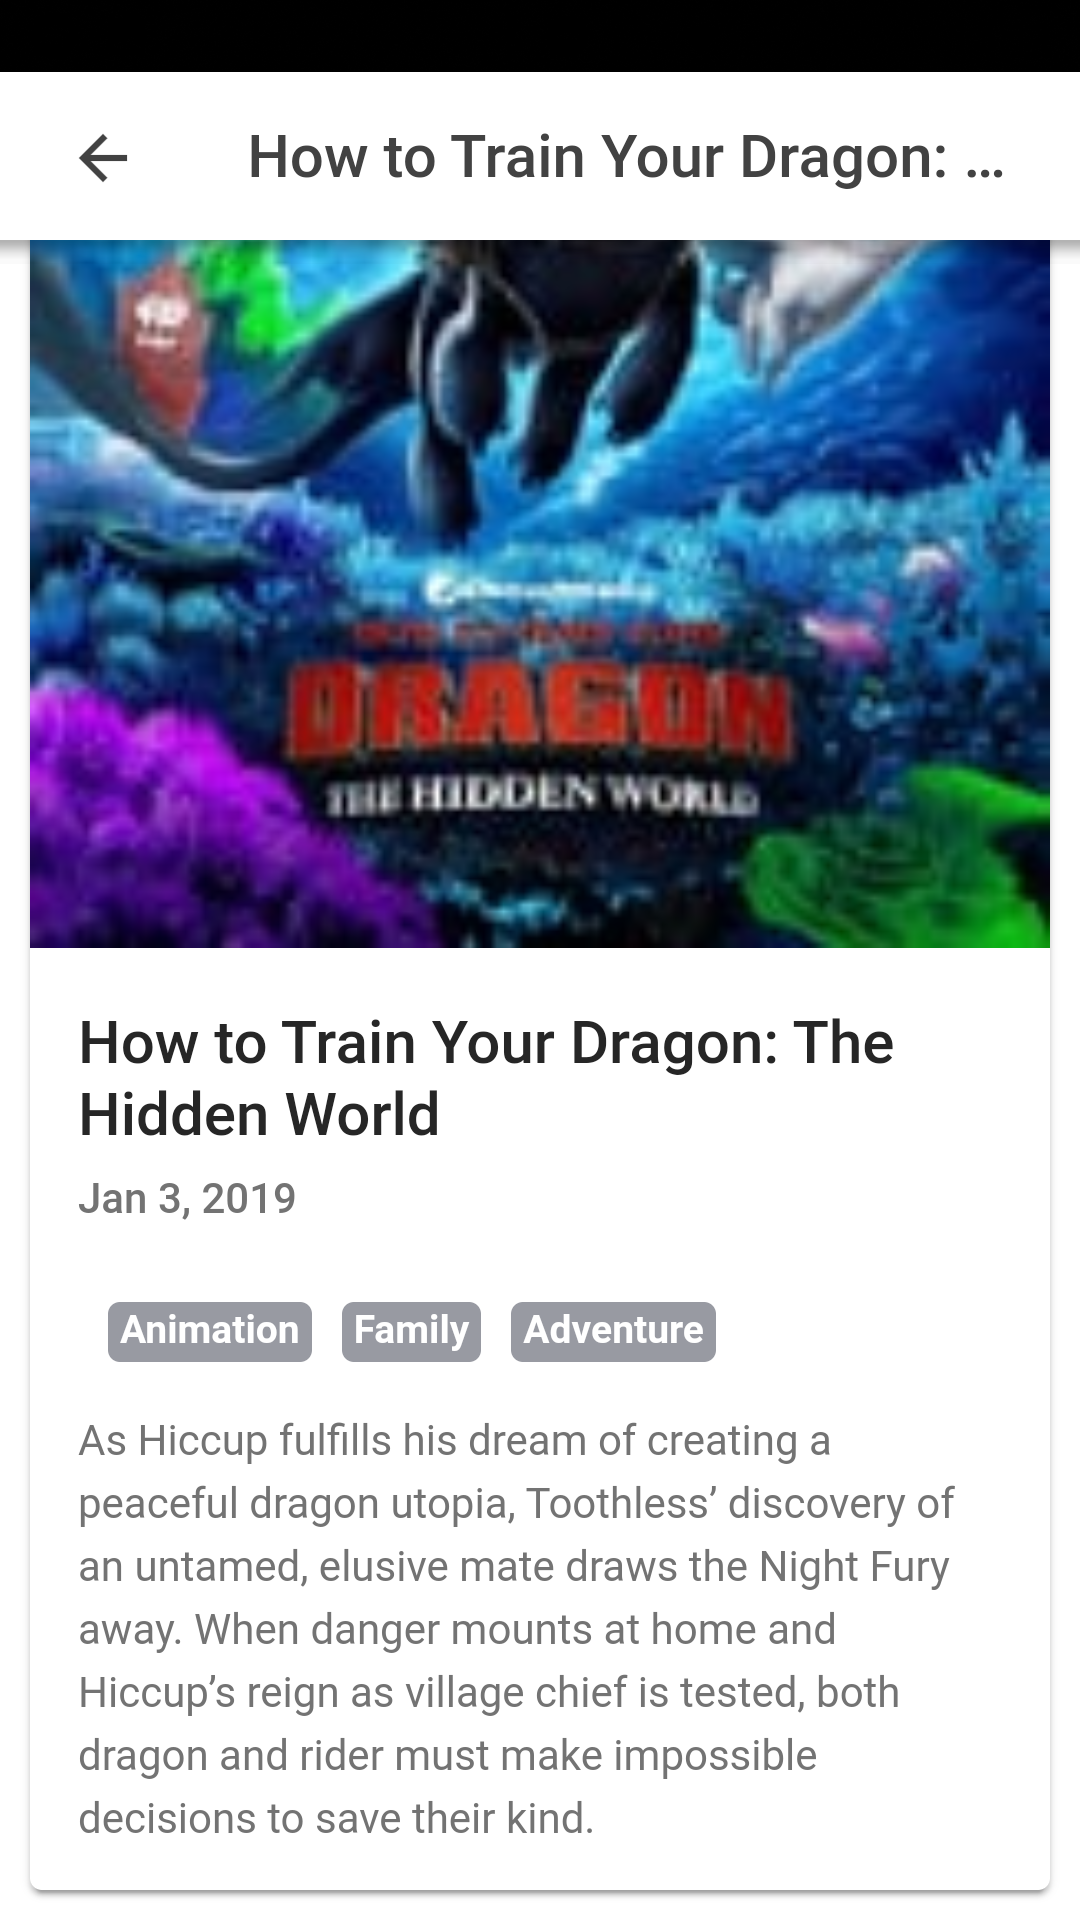 How to Train Your Dragon: ...
DRAGON
THE HIDDEN WORLD
How to Train Your Dragon: The
Hidden World
Jan 3, 2019
Animation Family Adventure
As Hiccup fulfills his dream of creating a
peaceful dragon utopia, Toothless’ discovery of
an untamed, elusive mate draws the Night Fury
away. When danger mounts at home and
Hiccup’s reign as village chief is tested, both
dragon and rider must make impossible
decisions to save their kind.